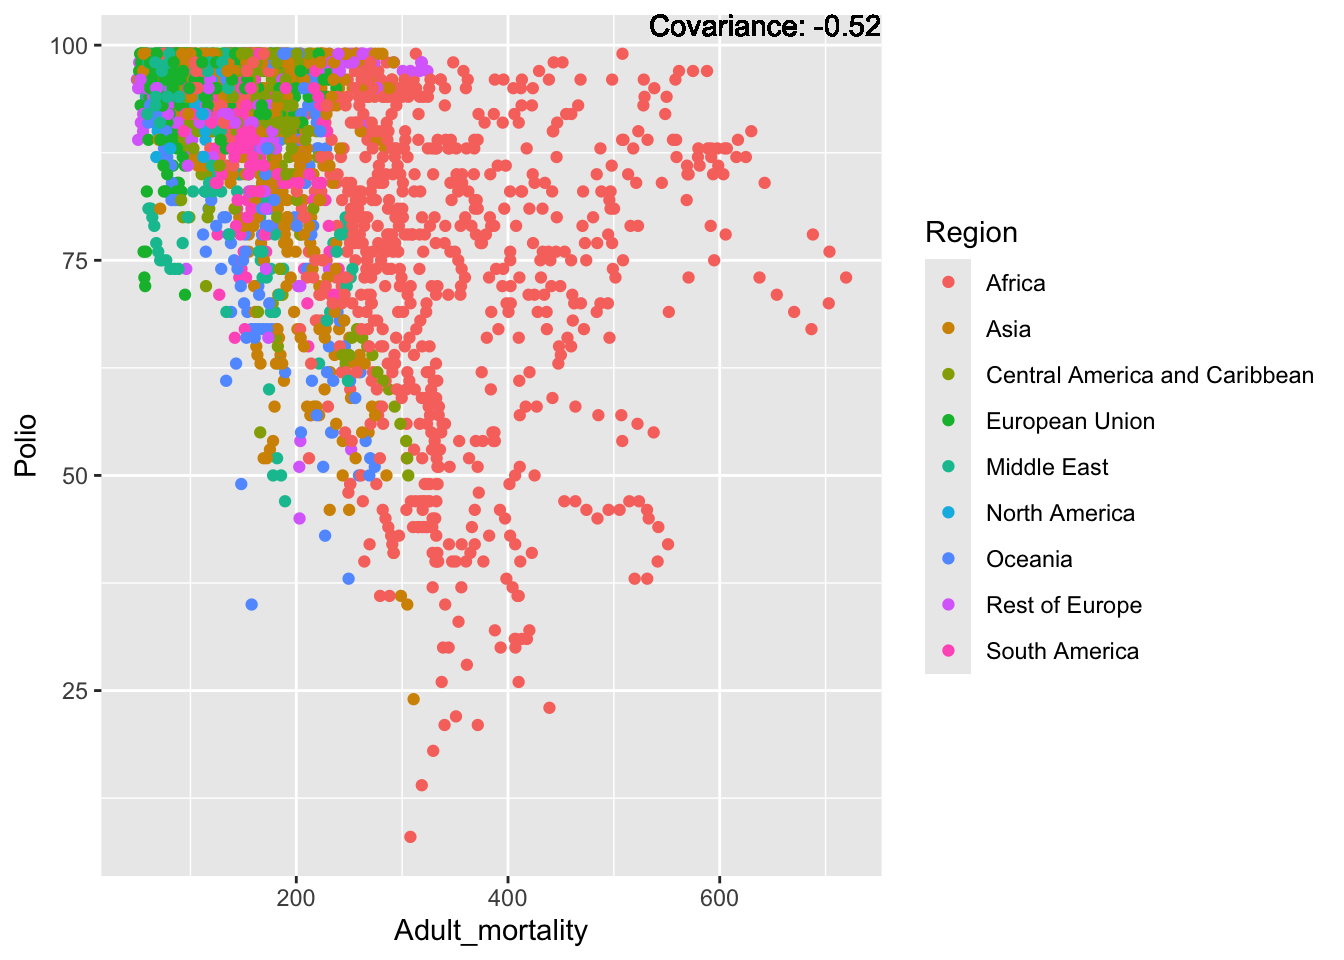 Covariance: -0.52
100
75
50
25
Polio
200
400
600
Adult_mortality
Region
Africa
Asia
Central America and Caribbean
European Union
Middle East
North America
Oceania
Rest of Europe
South America